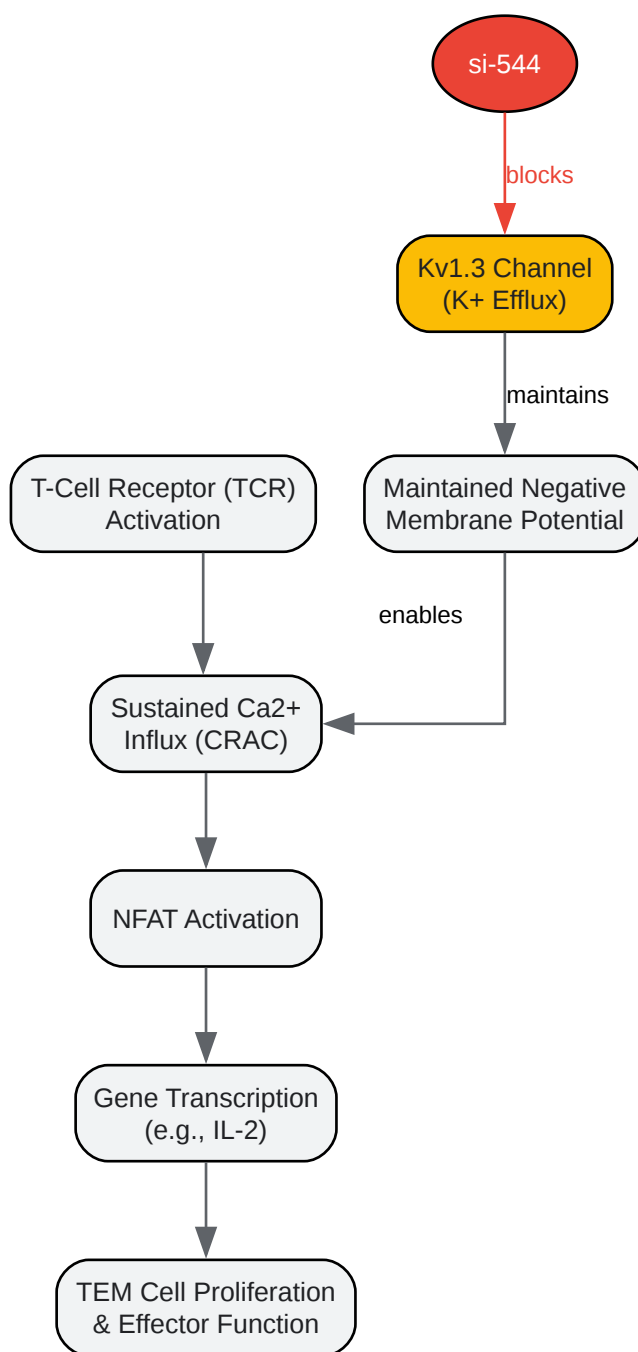 si-544
blocks
Kv1.3 Channel
(K+ Efflux)
maintains
T-Cell Receptor (TCR)
Activation
Maintained Negative
Membrane Potential
enables
Sustained Ca2+
Influx (CRAC)
NFAT Activation
Gene Transcription
(e.g., IL-2)
TEM Cell Proliferation
& Effector Function